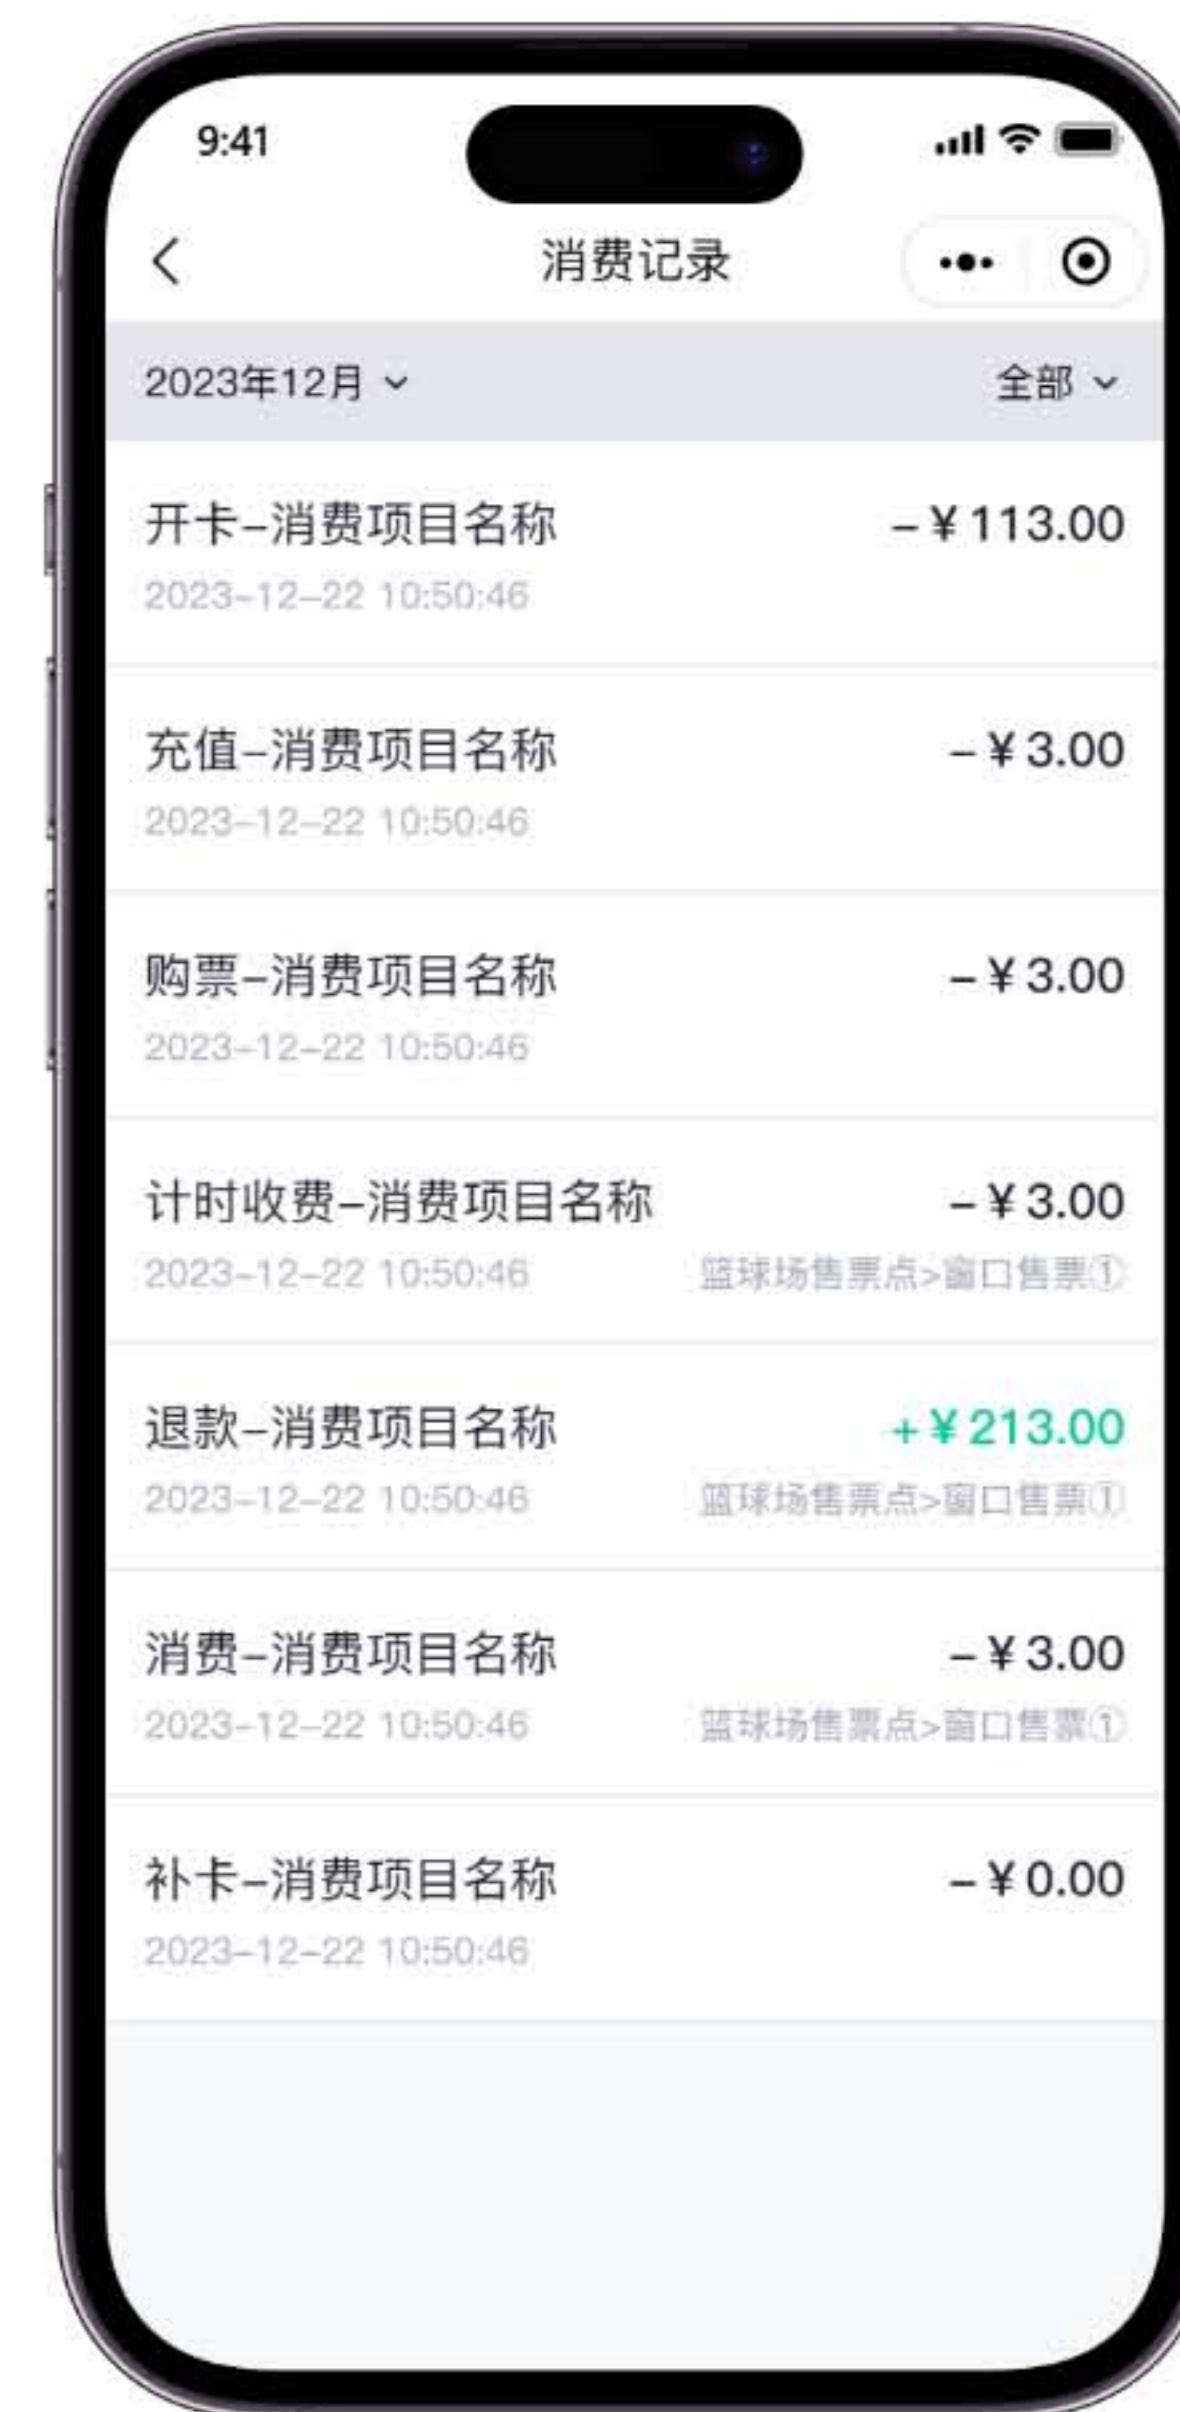 9:41
消费记录
2023年12月 全部
开卡–消费项目名称 –¥113.00
2023–12–22 10:50:46
充值–消费项目名称 –¥3.00
2023–12–22 10:50:46
购票–消费项目名称 –¥3.00
2023–12–22 10:50:46
计时收费–消费项目名称 –¥3.00
2023–12–22 10:50:46 篮球场售票点>窗口售票①
退款–消费项目名称 +¥213.00
2023–12–22 10:50:46 篮球场售票点>窗口售票①
消费–消费项目名称 –¥3.00
2023–12–22 10:50:46 篮球场售票点>窗口售票①
补卡–消费项目名称 –¥0.00
2023–12–22 10:50:46